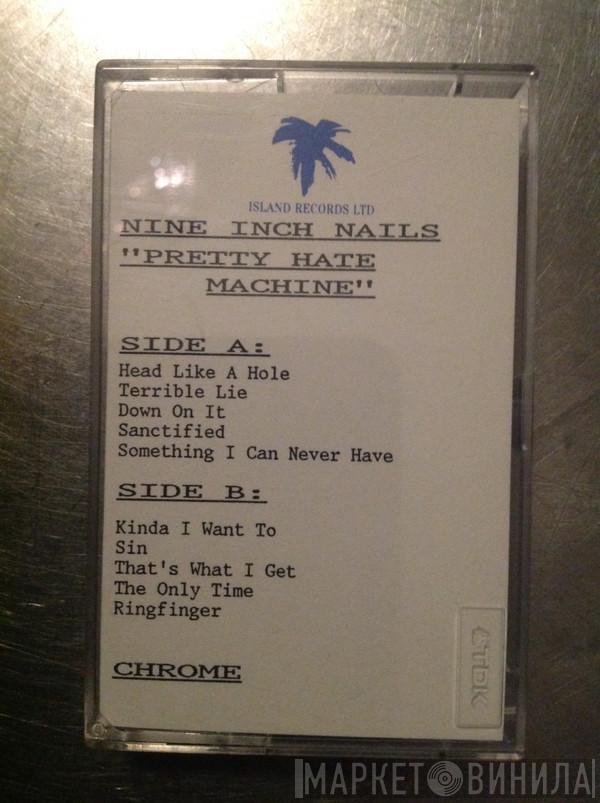 ISLAND RECORDS LTD
NINE INCH NAILS
"PRETTY HATE
MACHINE"
SIDE A:
Head Like A Hole
Terrible Lie
Down On It
Sanctified
Something I Can Never Have
SIDE B:
Kinda I Want To
Sin
That's What I Get
The Only Time
Ringfinger
CHROME
TDK
МАРКЕТ ВИНИЛА